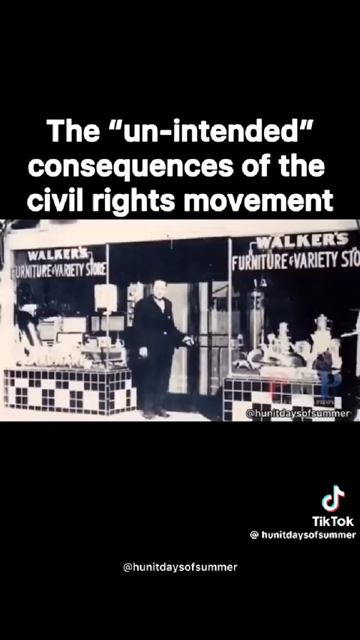 The “un-intended”
consequences of the
civil rights movement
WALKER'S
FURNITURE & VARIETY STORE
WALKER'S
FURNITURE & VARIETY STO
@hunitdaysofsummer
TikTok
@ hunitdaysofsummer
@hunitdaysofsummer